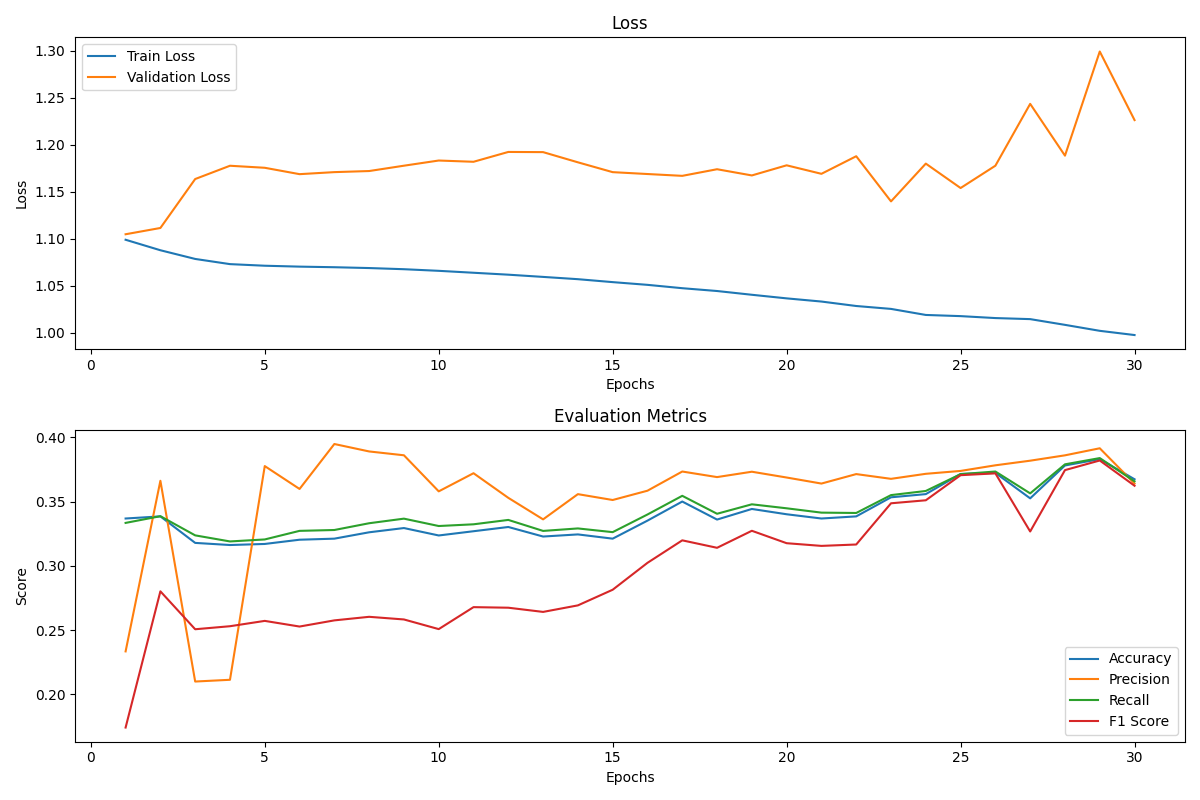 Loss
Train Loss
Validation Loss
1.30
1.25
1.20
1.15
1.10
1.05
1.00
Loss
0 5 10 15 20 25 30
Epochs
Evaluation Metrics
0.40
0.35
0.30
0.25
0.20
Score
Accuracy
Precision
Recall
F1 Score
0 5 10 15 20 25 30
Epochs